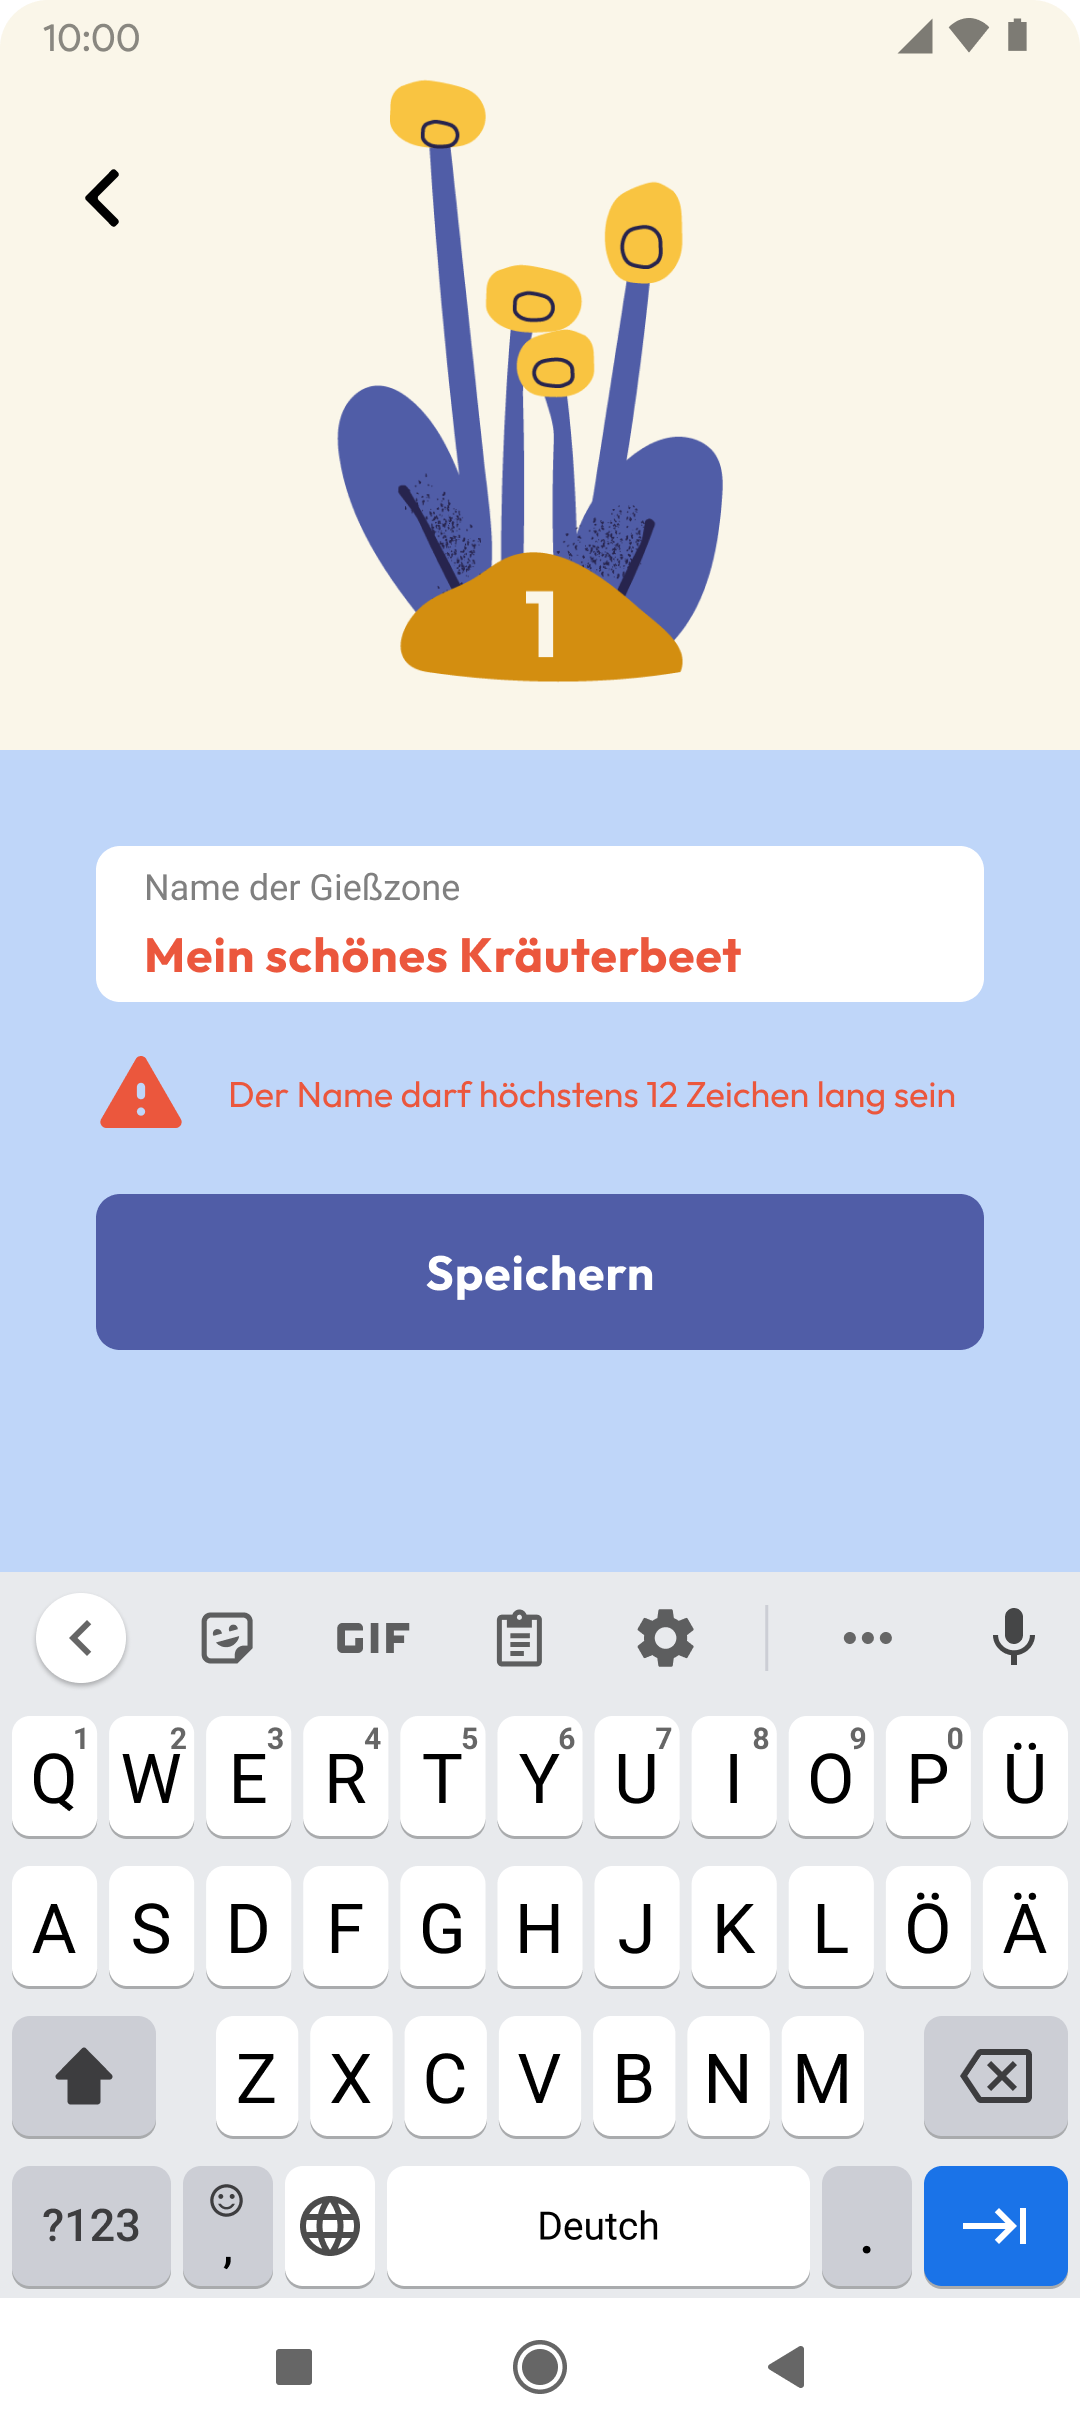 10:00
1
Name der Gießzone
Mein schönes Kräuterbeet
Der Name darf höchstens 12 Zeichen lang sein
Speichern
GIF
1 2 3 4 5 6 7 8 9 0
Q W E R T Y U I O P Ü
A S D F G H J K L Ö Ä
Z X C V B N M
?123 , Deutch .